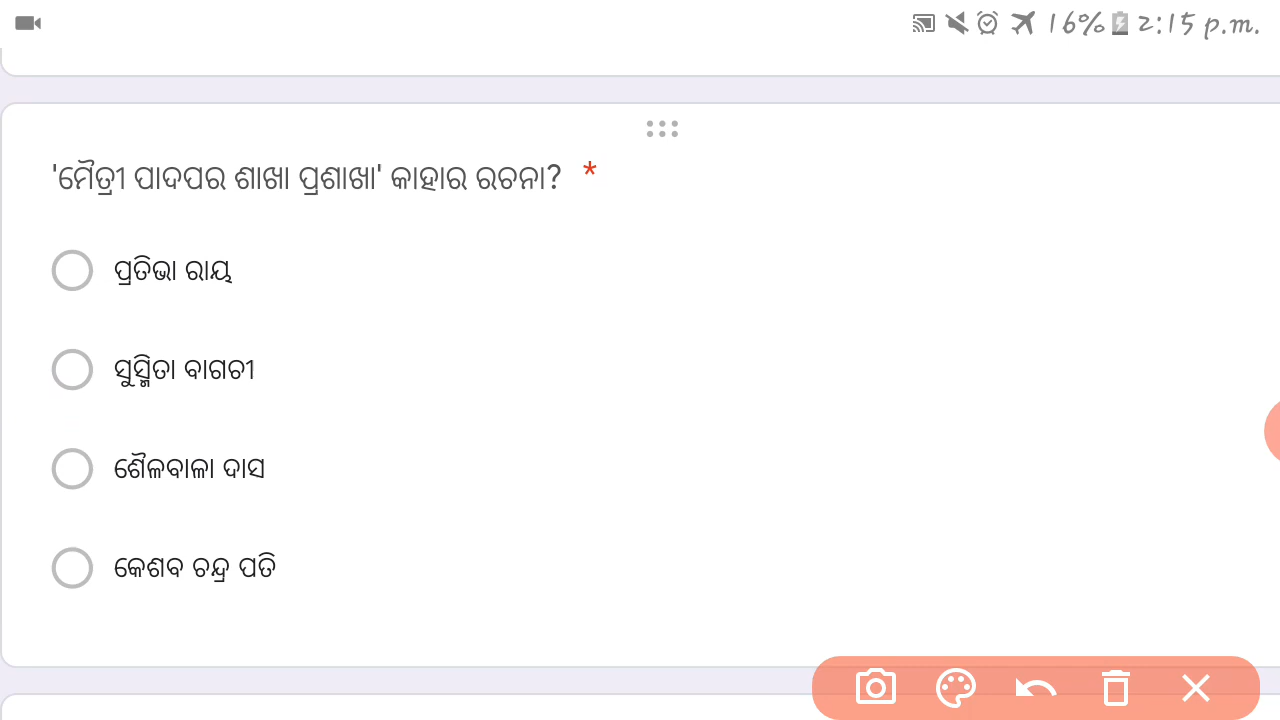 16% 2:15 p.m.
'ମୈତ୍ରୀ ପାଦପର ଶାଖା ପ୍ରଶାଖା' କାହାର ରଚନା? *
ପ୍ରତିଭା ରାୟ
ସୁସ୍ମିତା ବାଗଚୀ
ଶୈଳବାଳା ଦାସ
କେଶବ ଚନ୍ଦ୍ର ପତି